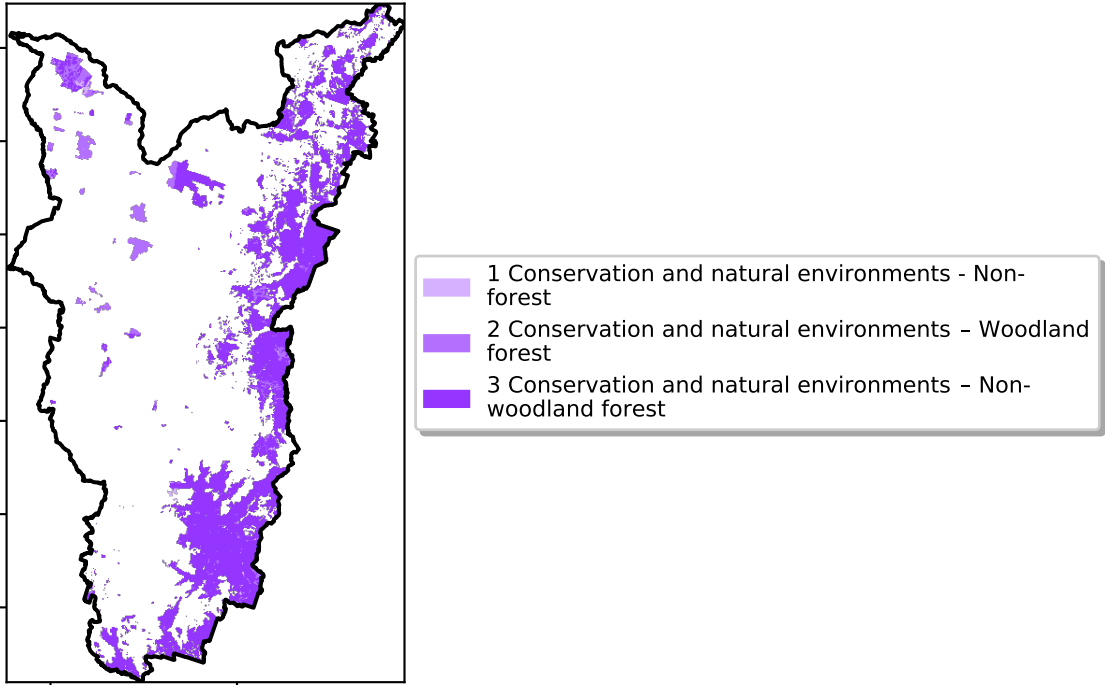 1 Conservation and natural environments - Non-
forest
2 Conservation and natural environments – Woodland
forest
3 Conservation and natural environments – Non-
woodland forest